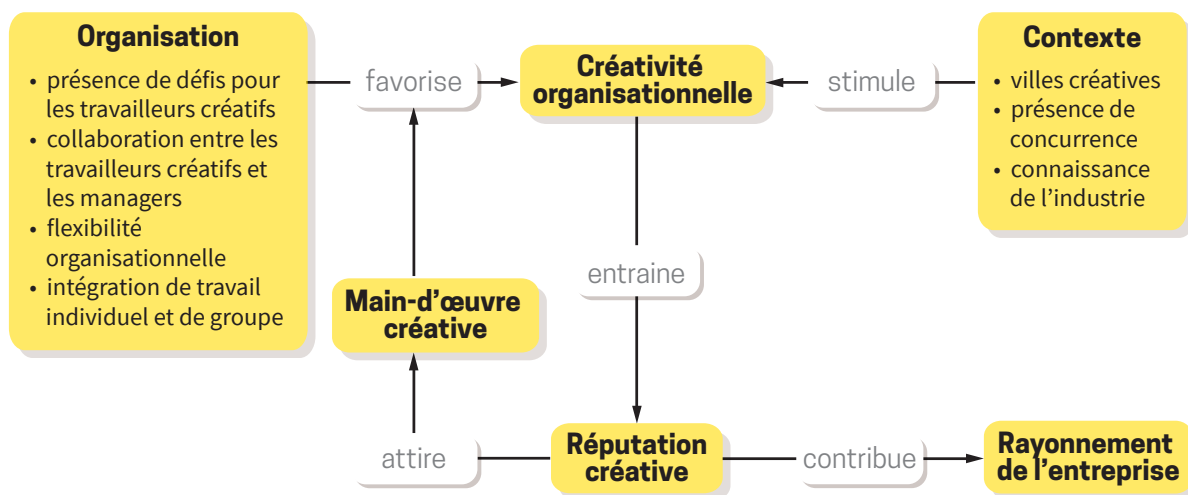 Organisation
• présence de défis pour
les travailleurs créatifs
• collaboration entre les
travailleurs créatifs et
les managers
• flexibilité
organisationnelle
• intégration de travail
individuel et de groupe
favorise
Créativité
organisationnelle
stimule
Contexte
• villes créatives
• présence de
concurrence
• connaissance
de l’industrie
entraine
Main-d’œuvre
créative
attire
Réputation
créative
contribue
Rayonnement
de l’entreprise